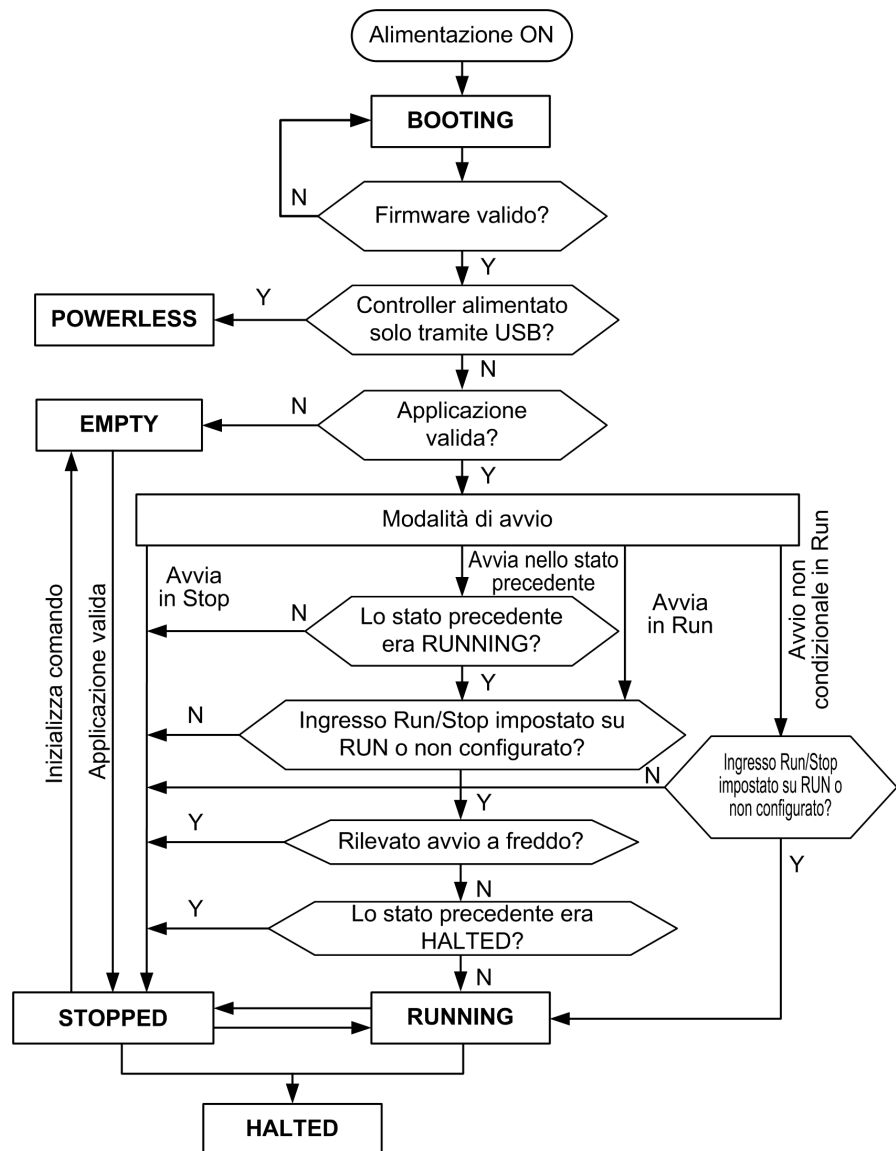 Alimentazione ON
BOOTING
N
Firmware valido?
Y
Y
Controller alimentato
solo tramite USB?
POWERLESS
N
N
Applicazione
valida?
EMPTY
Y
Modalità di avvio
Avvia
in Stop
Avvia nello stato
precedente
Avvia
in Run
Avvio non
condizionale in Run
Inizializza comando
Applicazione valida
N
Lo stato precedente
era RUNNING?
Y
N
Ingresso Run/Stop impostato su
RUN o non configurato?
N
Ingresso Run/Stop
impostato su RUN o
non configurato?
Y
Y
Rilevato avvio a freddo?
Y
N
Y
Lo stato precedente era
HALTED?
N
STOPPED
RUNNING
HALTED